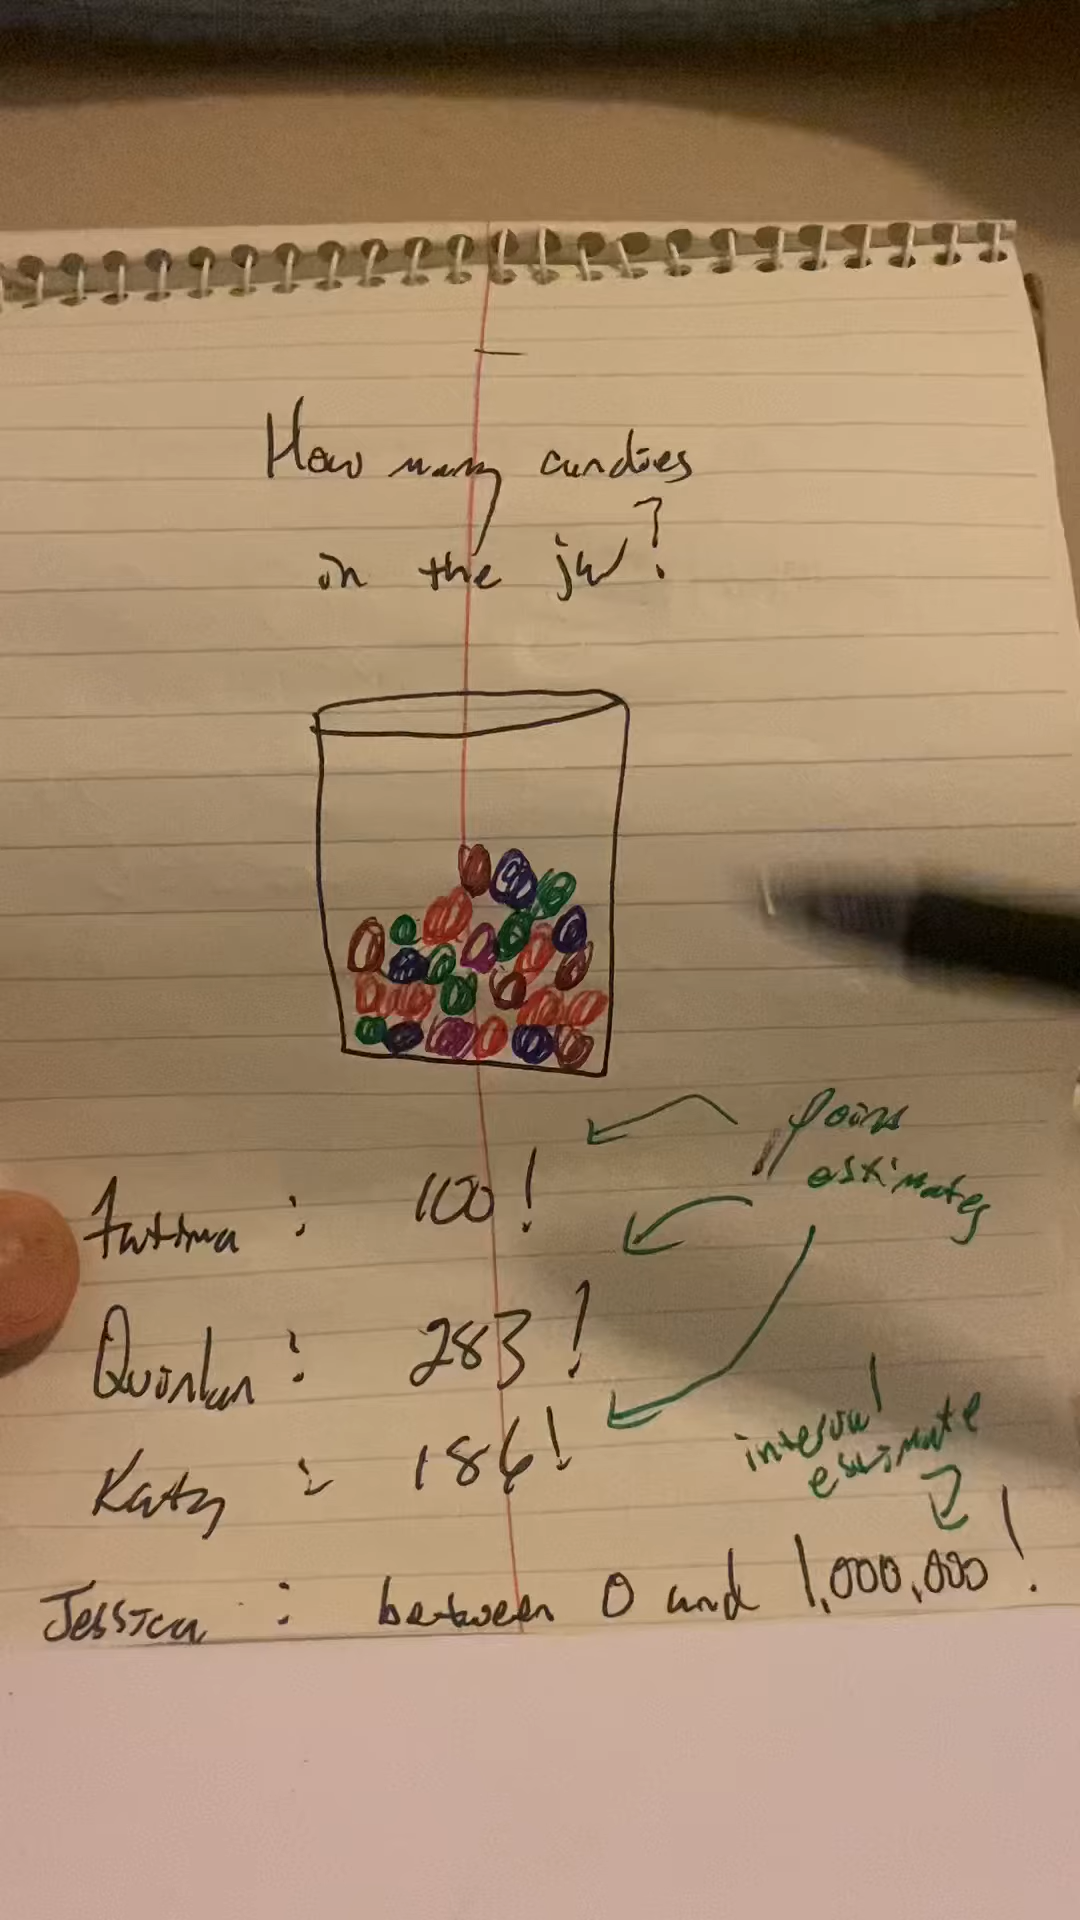 How many candies
in the jar?
point
estimates
Fatima : 100!
Quinlan : 283!
Katy : 186!
interval
estimate
Jessica : between 0 and 1,000,000!